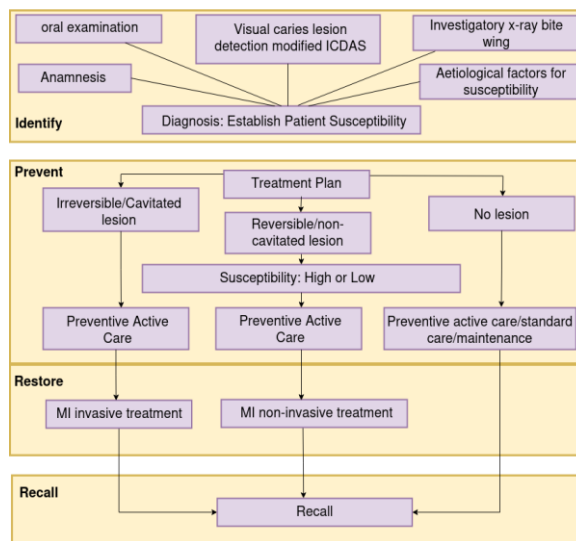 oral examination
Visual caries lesion
detection modified ICDAS
Investigatory x-ray bite
wing
Anamnesis
Aetiological factors for
susceptibility
Diagnosis: Establish Patient Susceptibility
Identify
Prevent
Treatment Plan
Irreversible/Cavitated
lesion
Reversible/non-
cavitated lesion
No lesion
Susceptibility: High or Low
Preventive Active
Care
Preventive Active
Care
Preventive active care/standard
care/maintenance
Restore
MI invasive treatment
MI non-invasive treatment
Recall
Recall